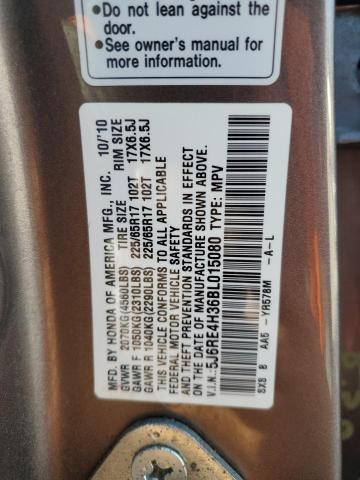 •Do not lean against the
door.
•See owner's manual for
more information.
MFD. BY HONDA OF AMERICA MFG., INC. 10/'10
TIRE SIZE RIM SIZE
GVWR 2070KG(4560LBS)
GAWR F 1050KG(2310LBS) 225/65R17 102T 17X6.5J
GAWR R 1040KG(2290LBS) 225/65R17 102T 17X6.5J
THIS VEHICLE CONFORMS TO ALL APPLICABLE
FEDERAL MOTOR VEHICLE SAFETY
AND THEFT PREVENTION STANDARDS IN EFFECT
ON THE DATE OF MANUFACTURE SHOWN ABOVE.
V.I.N: 5J6RE4H36BL015080 TYPE: MPV
SXS B AA5 - YR578M -A-L